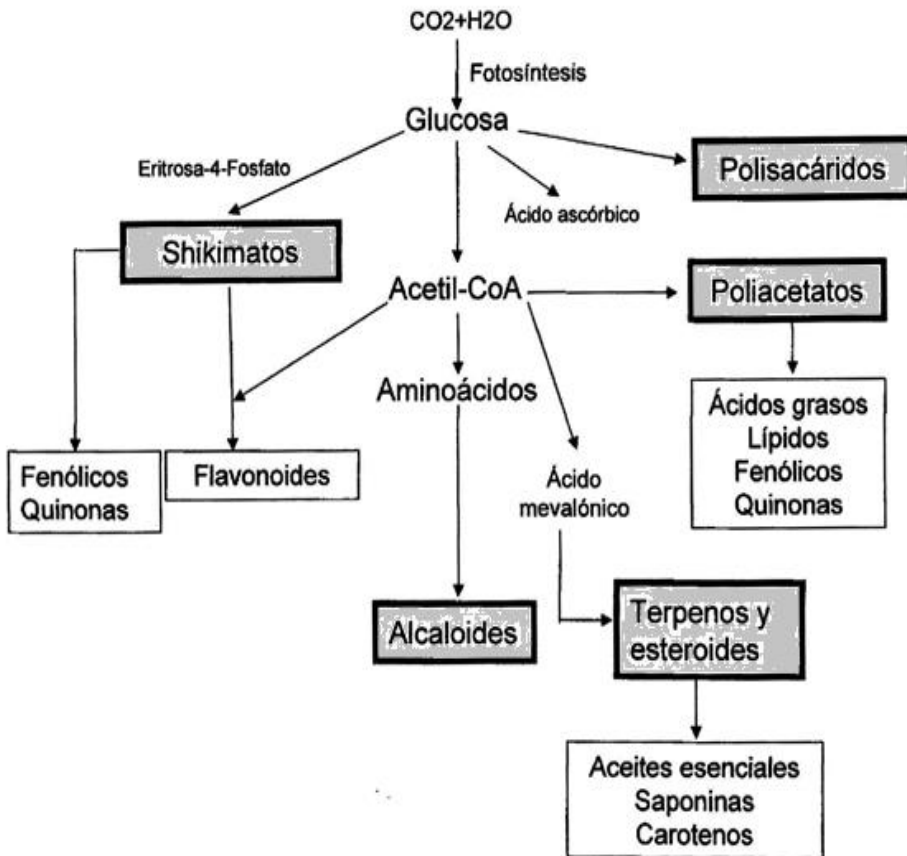 CO2+H2O
Fotosíntesis
Glucosa
Eritrosa-4-Fosfato
Polisacáridos
Ácido ascórbico
Shikimatos
Acetil-CoA
Poliacetatos
Aminoácidos
Ácidos grasos
Lípidos
Fenólicos
Quinonas
Fenólicos
Quinonas
Flavonoides
Ácido
mevalónico
Alcaloides
Terpenos y
esteroides
Aceites esenciales
Saponinas
Carotenos